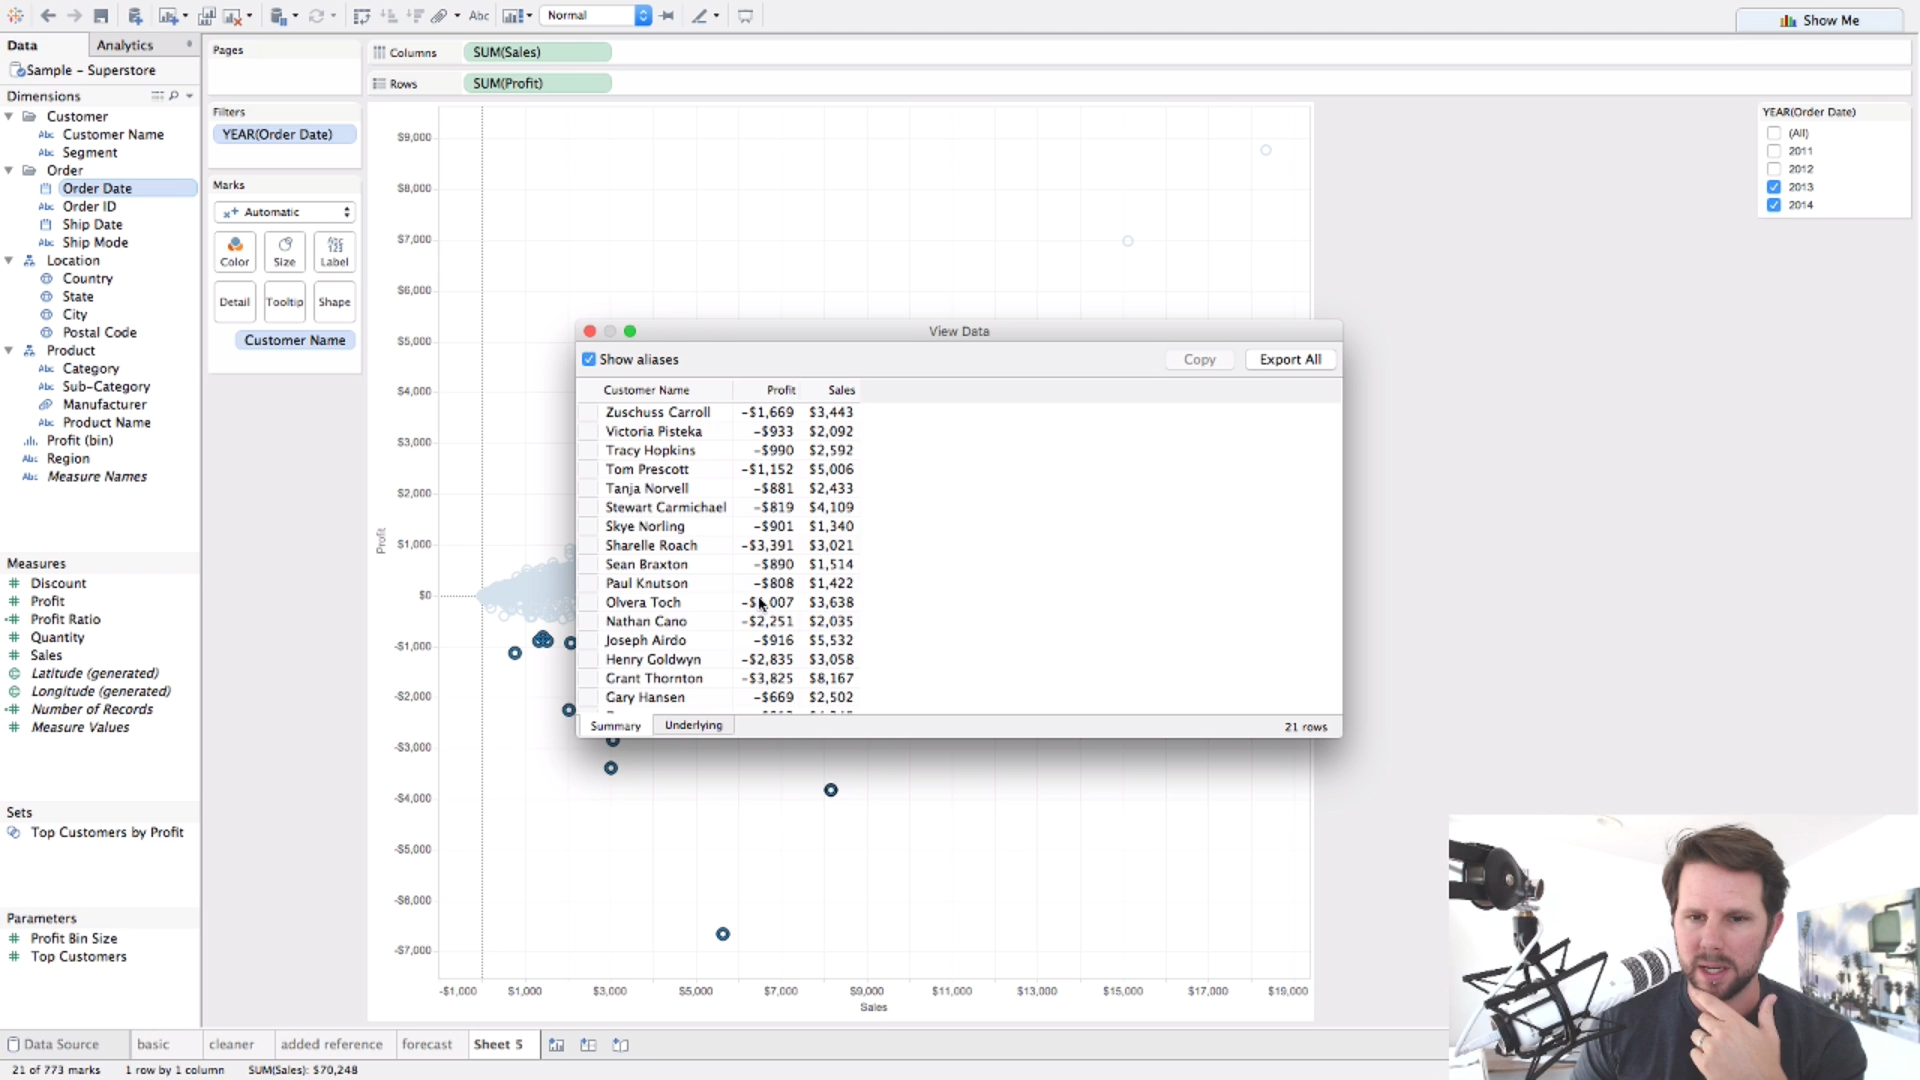 Abc
Normal
Show Me
Data
Analytics
Sample - Superstore
Dimensions
Customer
Abc Customer Name
Abc Segment
Order
Order Date
Abc Order ID
Ship Date
Abc Ship Mode
Location
Country
State
City
Postal Code
Product
Abc Category
Abc Sub-Category
Manufacturer
Abc Product Name
Profit (bin)
Abc Region
Abc Measure Names
Measures
# Discount
# Profit
# Profit Ratio
# Quantity
# Sales
Latitude (generated)
Longitude (generated)
# Number of Records
# Measure Values
Sets
Top Customers by Profit
Parameters
# Profit Bin Size
# Top Customers
Pages
Filters
YEAR(Order Date)
Marks
Automatic
Color
Size
Abc
123
Label
Detail
Tooltip
Shape
Customer Name
Columns
SUM(Sales)
Rows
SUM(Profit)
$9,000
$8,000
$7,000
$6,000
$5,000
$4,000
$3,000
$2,000
$1,000
$0
-$1,000
-$2,000
-$3,000
-$4,000
-$5,000
-$6,000
-$7,000
Profit
-$1,000
$1,000
$3,000
$5,000
$7,000
$9,000
$11,000
$13,000
$15,000
$17,000
$19,000
Sales
View Data
Show aliases
Copy
Export All
Customer Name Profit Sales
Zuschuss Carroll -$1,669 $3,443
Victoria Pisteka -$933 $2,092
Tracy Hopkins -$990 $2,592
Tom Prescott -$1,152 $5,006
Tanja Norvell -$881 $2,433
Stewart Carmichael -$819 $4,109
Skye Norling -$901 $1,340
Sharelle Roach -$3,391 $3,021
Sean Braxton -$890 $1,514
Paul Knutson -$808 $1,422
Olvera Toch $3,638
Nathan Cano -$2,251 $2,035
Joseph Airdo -$916 $5,532
Henry Goldwyn -$2,835 $3,058
Grant Thornton -$3,825 $8,167
Gary Hansen -$669 $2,502
Summary
Underlying
21 rows
YEAR(Order Date)
(All)
2011
2012
2013
2014
Data Source
basic
cleaner
added reference
forecast
Sheet 5
21 of 773 marks
1 row by 1 column
SUM(Sales): $70,248